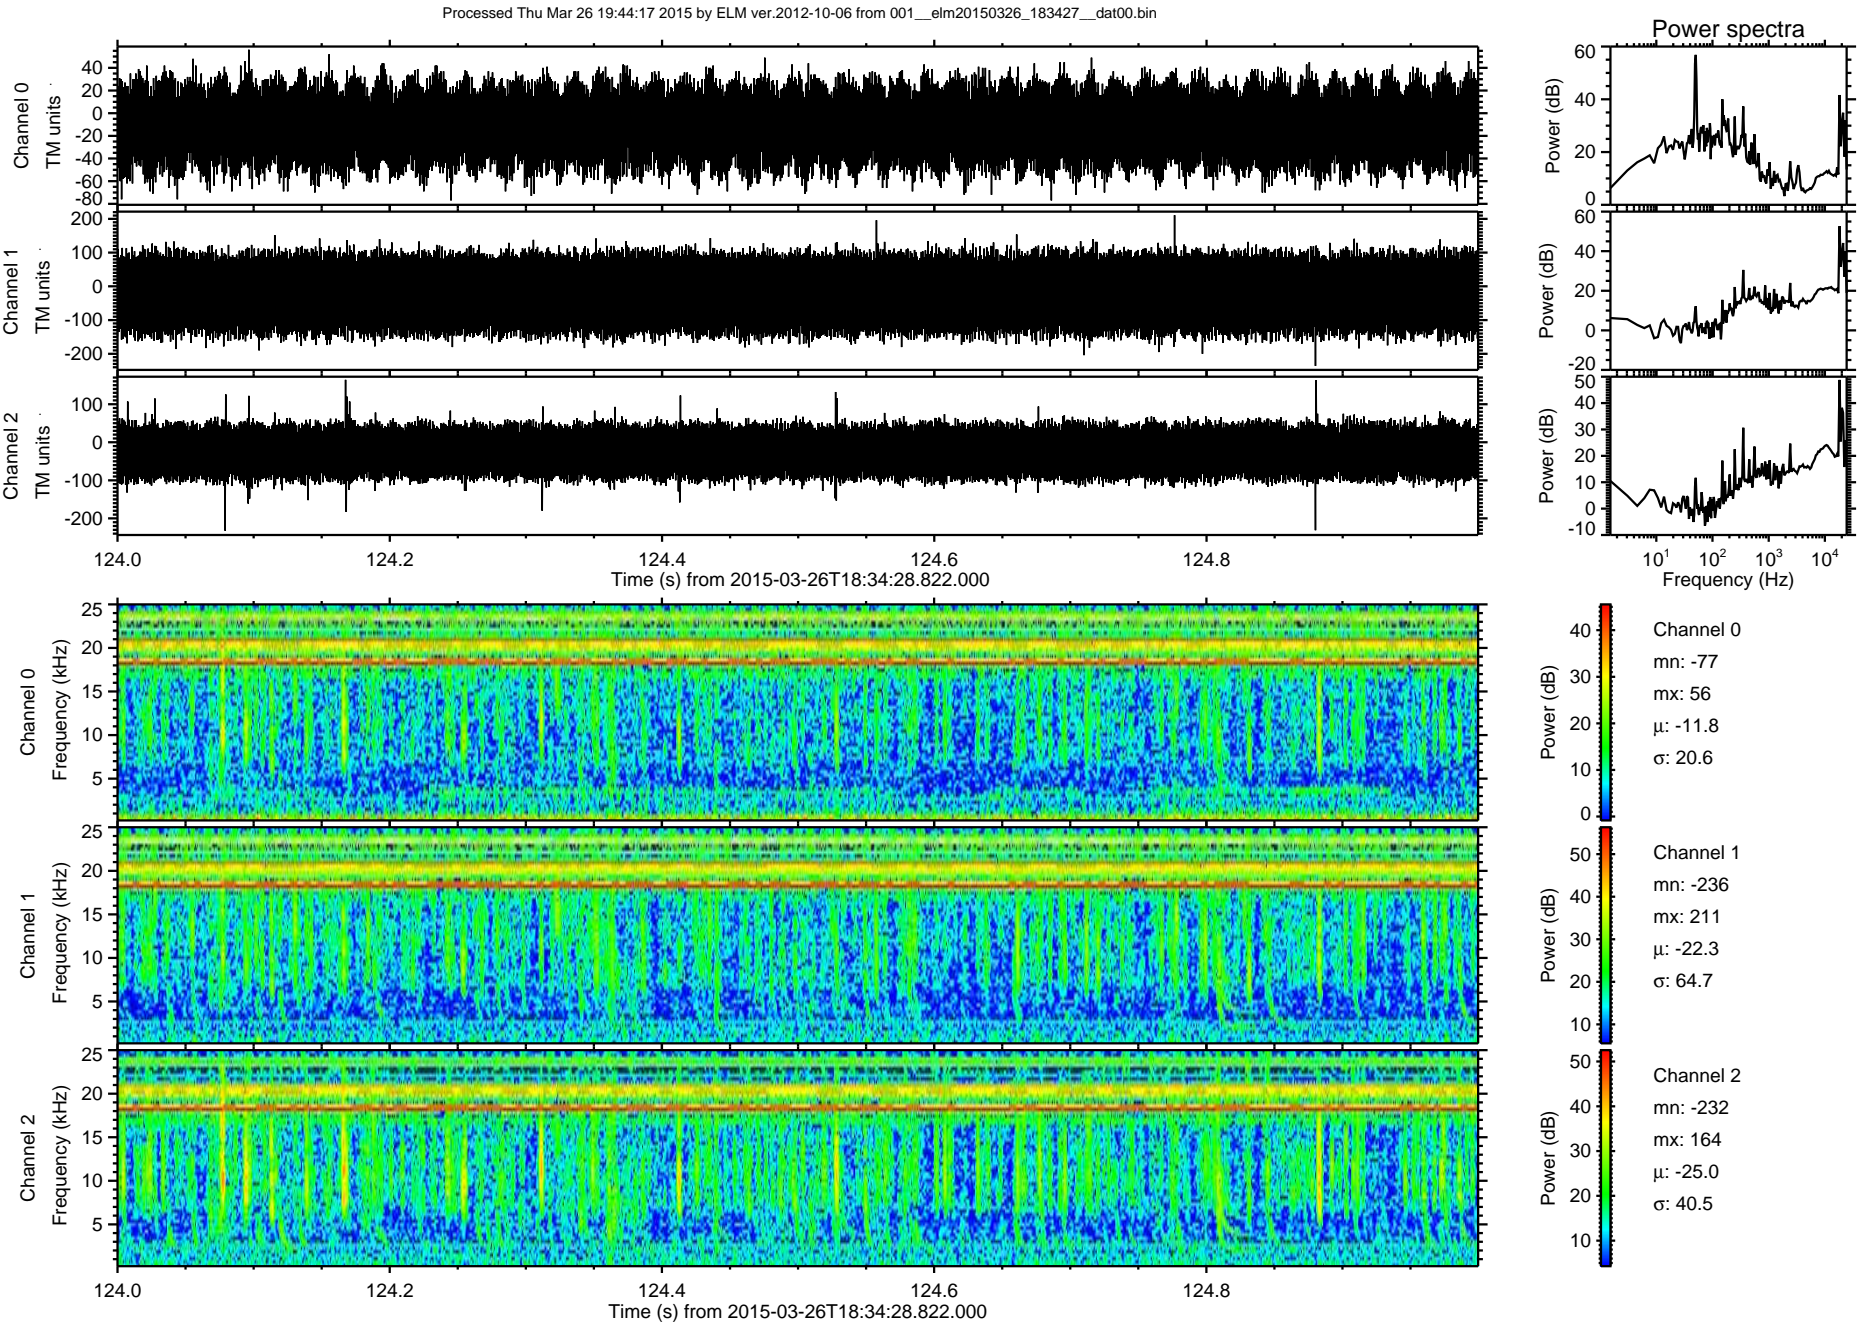 Processed Thu Mar 26 19:44:17 2015 by ELM ver.2012-10-06 from 001__elm20150326_183427__dat00.bin
Power spectra
Channel 0
TM units
40
20
0
-20
-40
-60
-80
Power (dB)
60
40
20
0
Channel 1
TM units
200
100
0
-100
-200
Power (dB)
60
40
20
0
-20
Channel 2
TM units
100
0
-100
-200
Power (dB)
50
40
30
20
10
0
-10
124.0 124.2 124.4 124.6 124.8
Time (s) from 2015-03-26T18:34:28.822.000
10¹ 10² 10³ 10⁴
Frequency (Hz)
Channel 0
Frequency (kHz)
25
20
15
10
5
Power (dB)
40
30
20
10
0
Channel 0
mn: -77
mx: 56
μ: -11.8
σ: 20.6
Channel 1
Frequency (kHz)
25
20
15
10
5
Power (dB)
50
40
30
20
10
Channel 1
mn: -236
mx: 211
μ: -22.3
σ: 64.7
Channel 2
Frequency (kHz)
25
20
15
10
5
Power (dB)
50
40
30
20
10
Channel 2
mn: -232
mx: 164
μ: -25.0
σ: 40.5
124.0 124.2 124.4 124.6 124.8
Time (s) from 2015-03-26T18:34:28.822.000